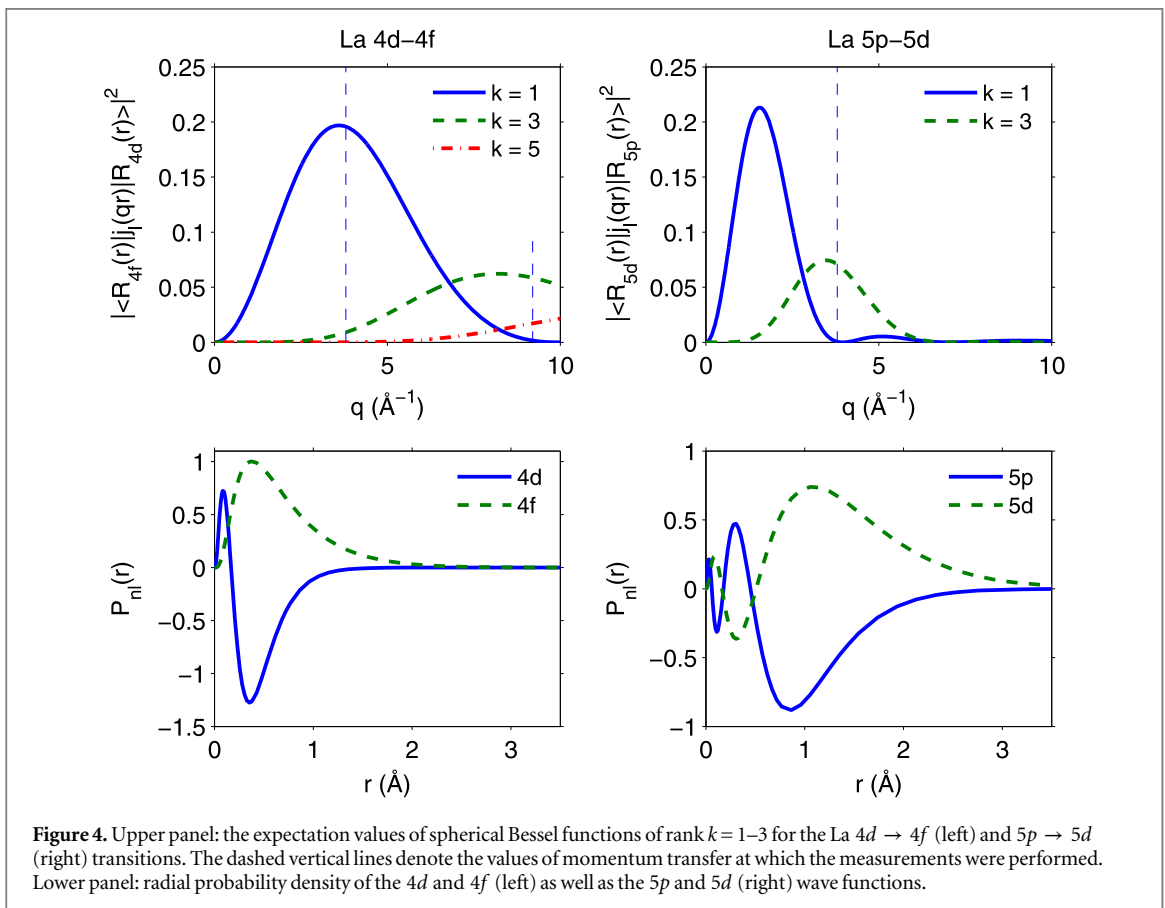 La 4d−4f
La 5p−5d
|<R4f(r)|jl(qr)|R4d(r)>|²
0.25
0.2
0.15
0.1
0.05
0
k = 1
k = 3
k = 5
0 5 10
q (Å⁻¹)
|<R5d(r)|jl(qr)|R5p(r)>|²
0.25
0.2
0.15
0.1
0.05
0
k = 1
k = 3
0 5 10
q (Å⁻¹)
Pnl(r)
1
0.5
0
−0.5
−1
−1.5
4d
4f
0 1 2 3
r (Å)
Pnl(r)
1
0.5
0
−0.5
−1
5p
5d
0 1 2 3
r (Å)
Figure 4. Upper panel: the expectation values of spherical Bessel functions of rank k = 1–3 for the La 4d → 4f (left) and 5p → 5d
(right) transitions. The dashed vertical lines denote the values of momentum transfer at which the measurements were performed.
Lower panel: radial probability density of the 4d and 4f (left) as well as the 5p and 5d (right) wave functions.